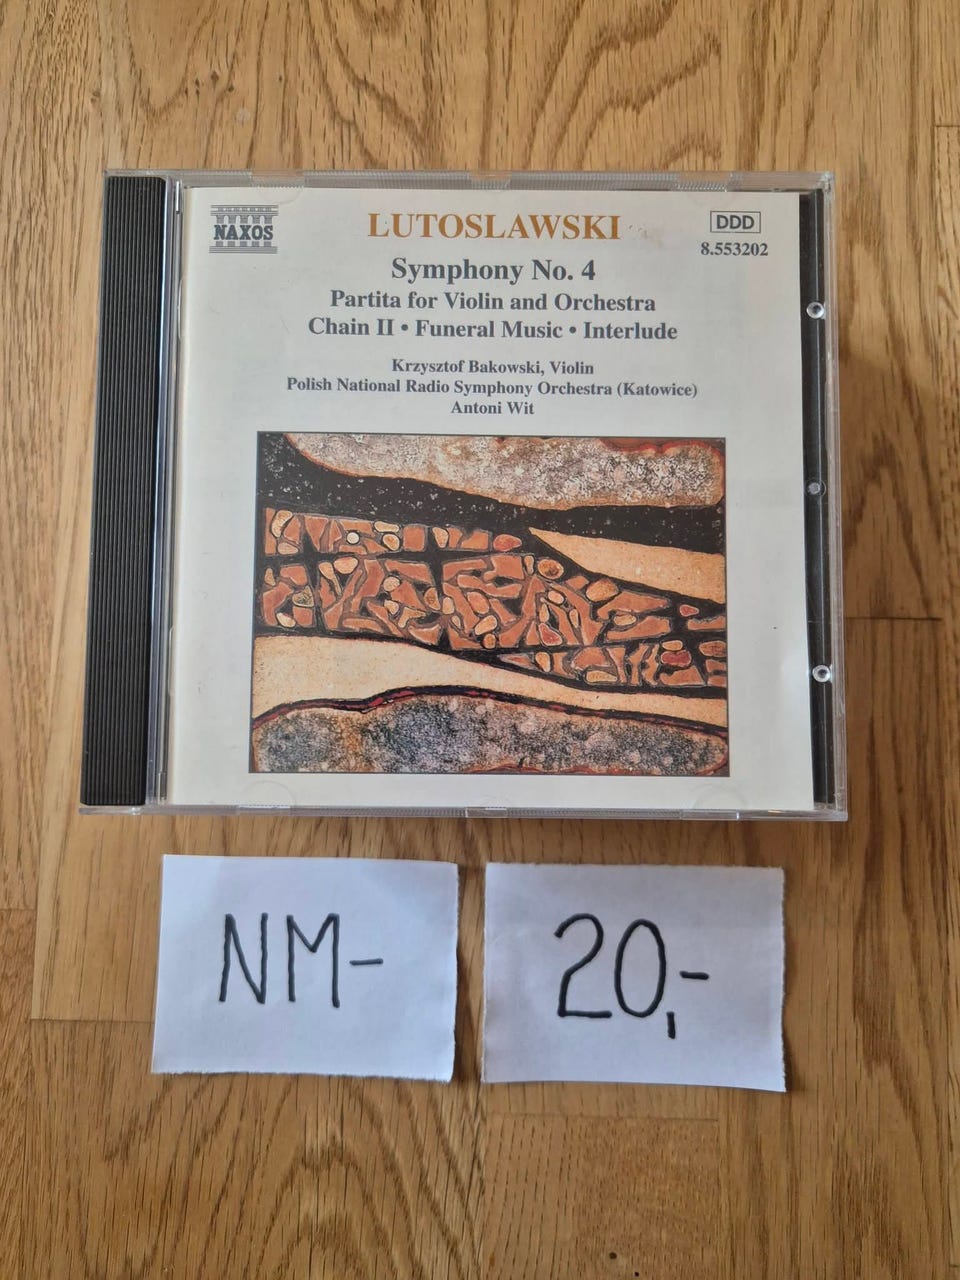 NAXOS
LUTOSLAWSKI
DDD
8.553202
Symphony No. 4
Partita for Violin and Orchestra
Chain II • Funeral Music • Interlude
Krzysztof Bakowski, Violin
Polish National Radio Symphony Orchestra (Katowice)
Antoni Wit
NM-
20,-